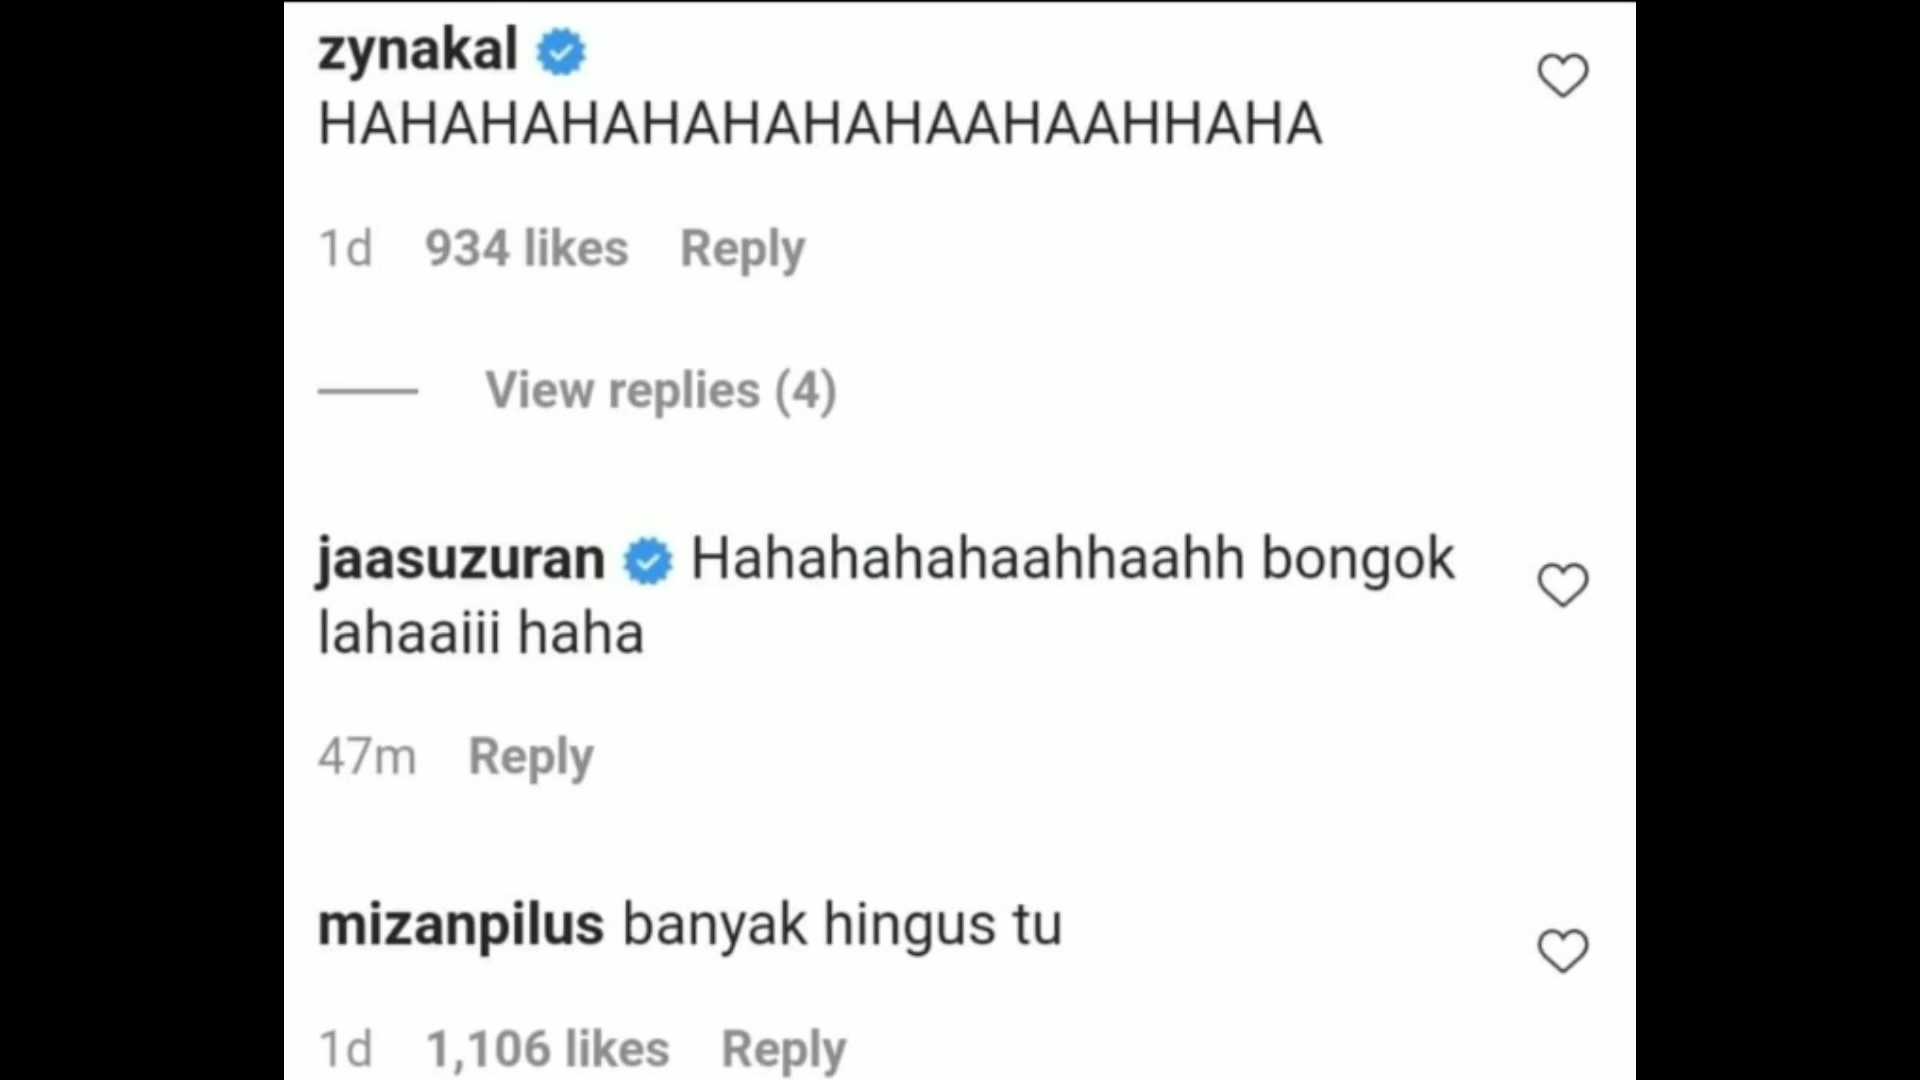 zynakal
HAHAHAHAHAHAHAHAAHAAHHAHA
1d 934 likes Reply
View replies (4)
jaasuzuran Hahahahahaahhaahh bongok
lahaaiii haha
47m Reply
mizanpilus banyak hingus tu
1d 1,106 likes Reply